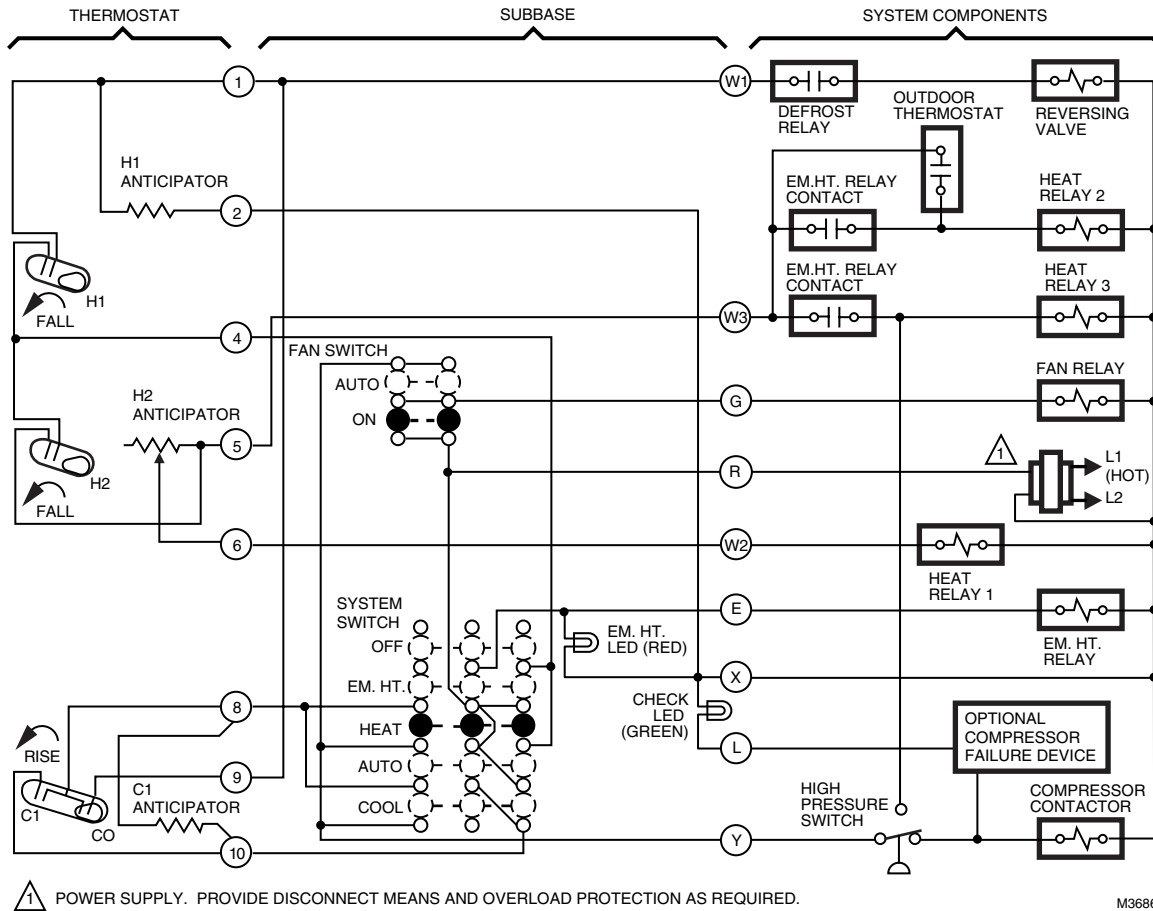 THERMOSTAT
SUBBASE
SYSTEM COMPONENTS
1
W1
DEFROST
RELAY
OUTDOOR
THERMOSTAT
REVERSING
VALVE
H1
ANTICIPATOR
2
EM.HT. RELAY
CONTACT
HEAT
RELAY 2
H1
FALL
EM.HT. RELAY
CONTACT
HEAT
RELAY 3
W3
4
FAN SWITCH
AUTO
ON
FAN RELAY
G
H2
ANTICIPATOR
5
H2
FALL
R
1
L1
(HOT)
L2
6
W2
HEAT
RELAY 1
SYSTEM
SWITCH
OFF
EM. HT.
HEAT
AUTO
COOL
E
EM. HT.
LED (RED)
EM. HT.
RELAY
X
CHECK
LED
(GREEN)
L
OPTIONAL
COMPRESSOR
FAILURE DEVICE
8
RISE
9
C1
ANTICIPATOR
C1
CO
10
HIGH
PRESSURE
SWITCH
COMPRESSOR
CONTACTOR
Y
1 POWER SUPPLY. PROVIDE DISCONNECT MEANS AND OVERLOAD PROTECTION AS REQUIRED.
M3686